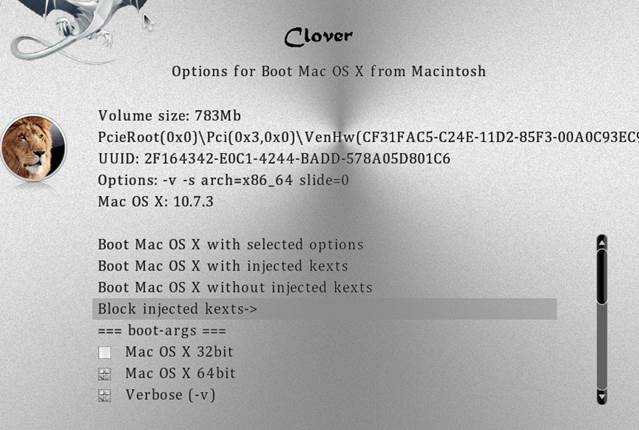 Clover
Options for Boot Mac OS X from Macintosh
Volume size: 783Mb
PcieRoot(0x0)\Pci(0x3,0x0)\VenHw(CF31FAC5-C24E-11D2-85F3-00A0C93EC9
UUID: 2F164342-E0C1-4244-BADD-578A05D801C6
Options: -v -s arch=x86_64 slide=0
Mac OS X: 10.7.3
Boot Mac OS X with selected options
Boot Mac OS X with injected kexts
Boot Mac OS X without injected kexts
Block injected kexts->
=== boot-args ===
Mac OS X 32bit
Mac OS X 64bit
Verbose (-v)